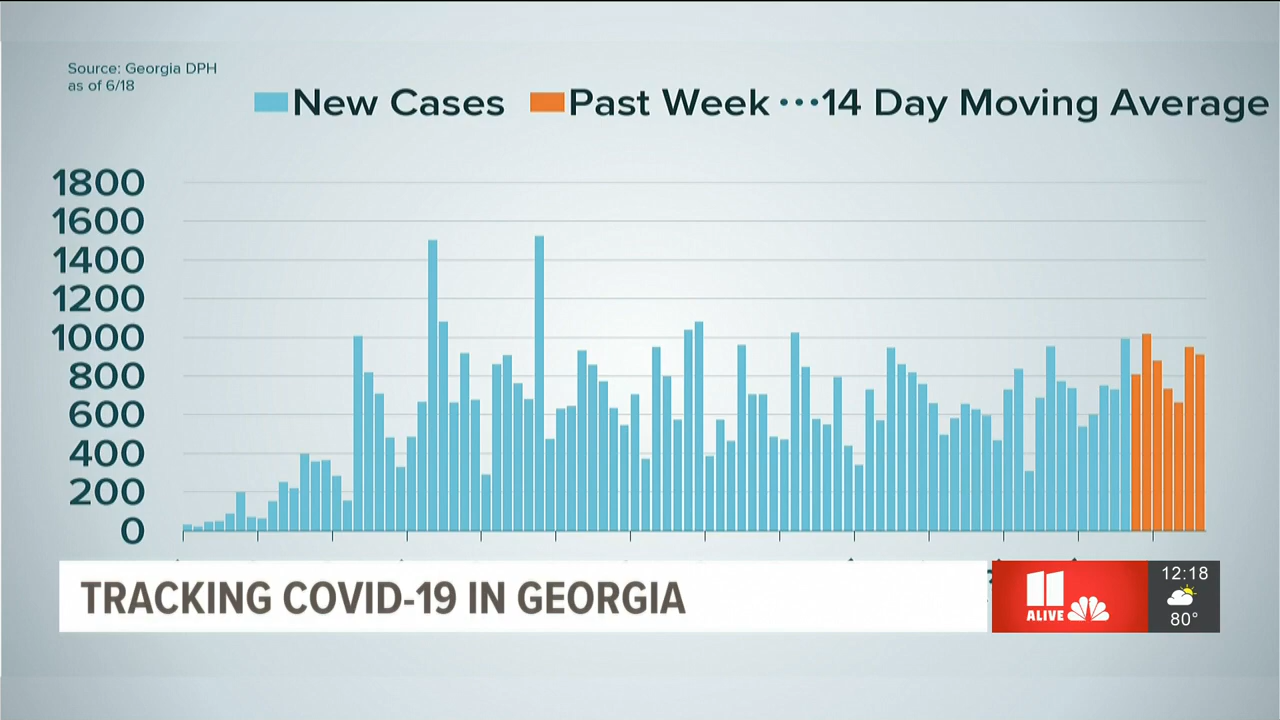 Source: Georgia DPH
as of 6/18
New Cases Past Week 14 Day Moving Average
1800
1600
1400
1200
1000
800
600
400
200
0
TRACKING COVID-19 IN GEORGIA
11
ALIVE
12:18
80°